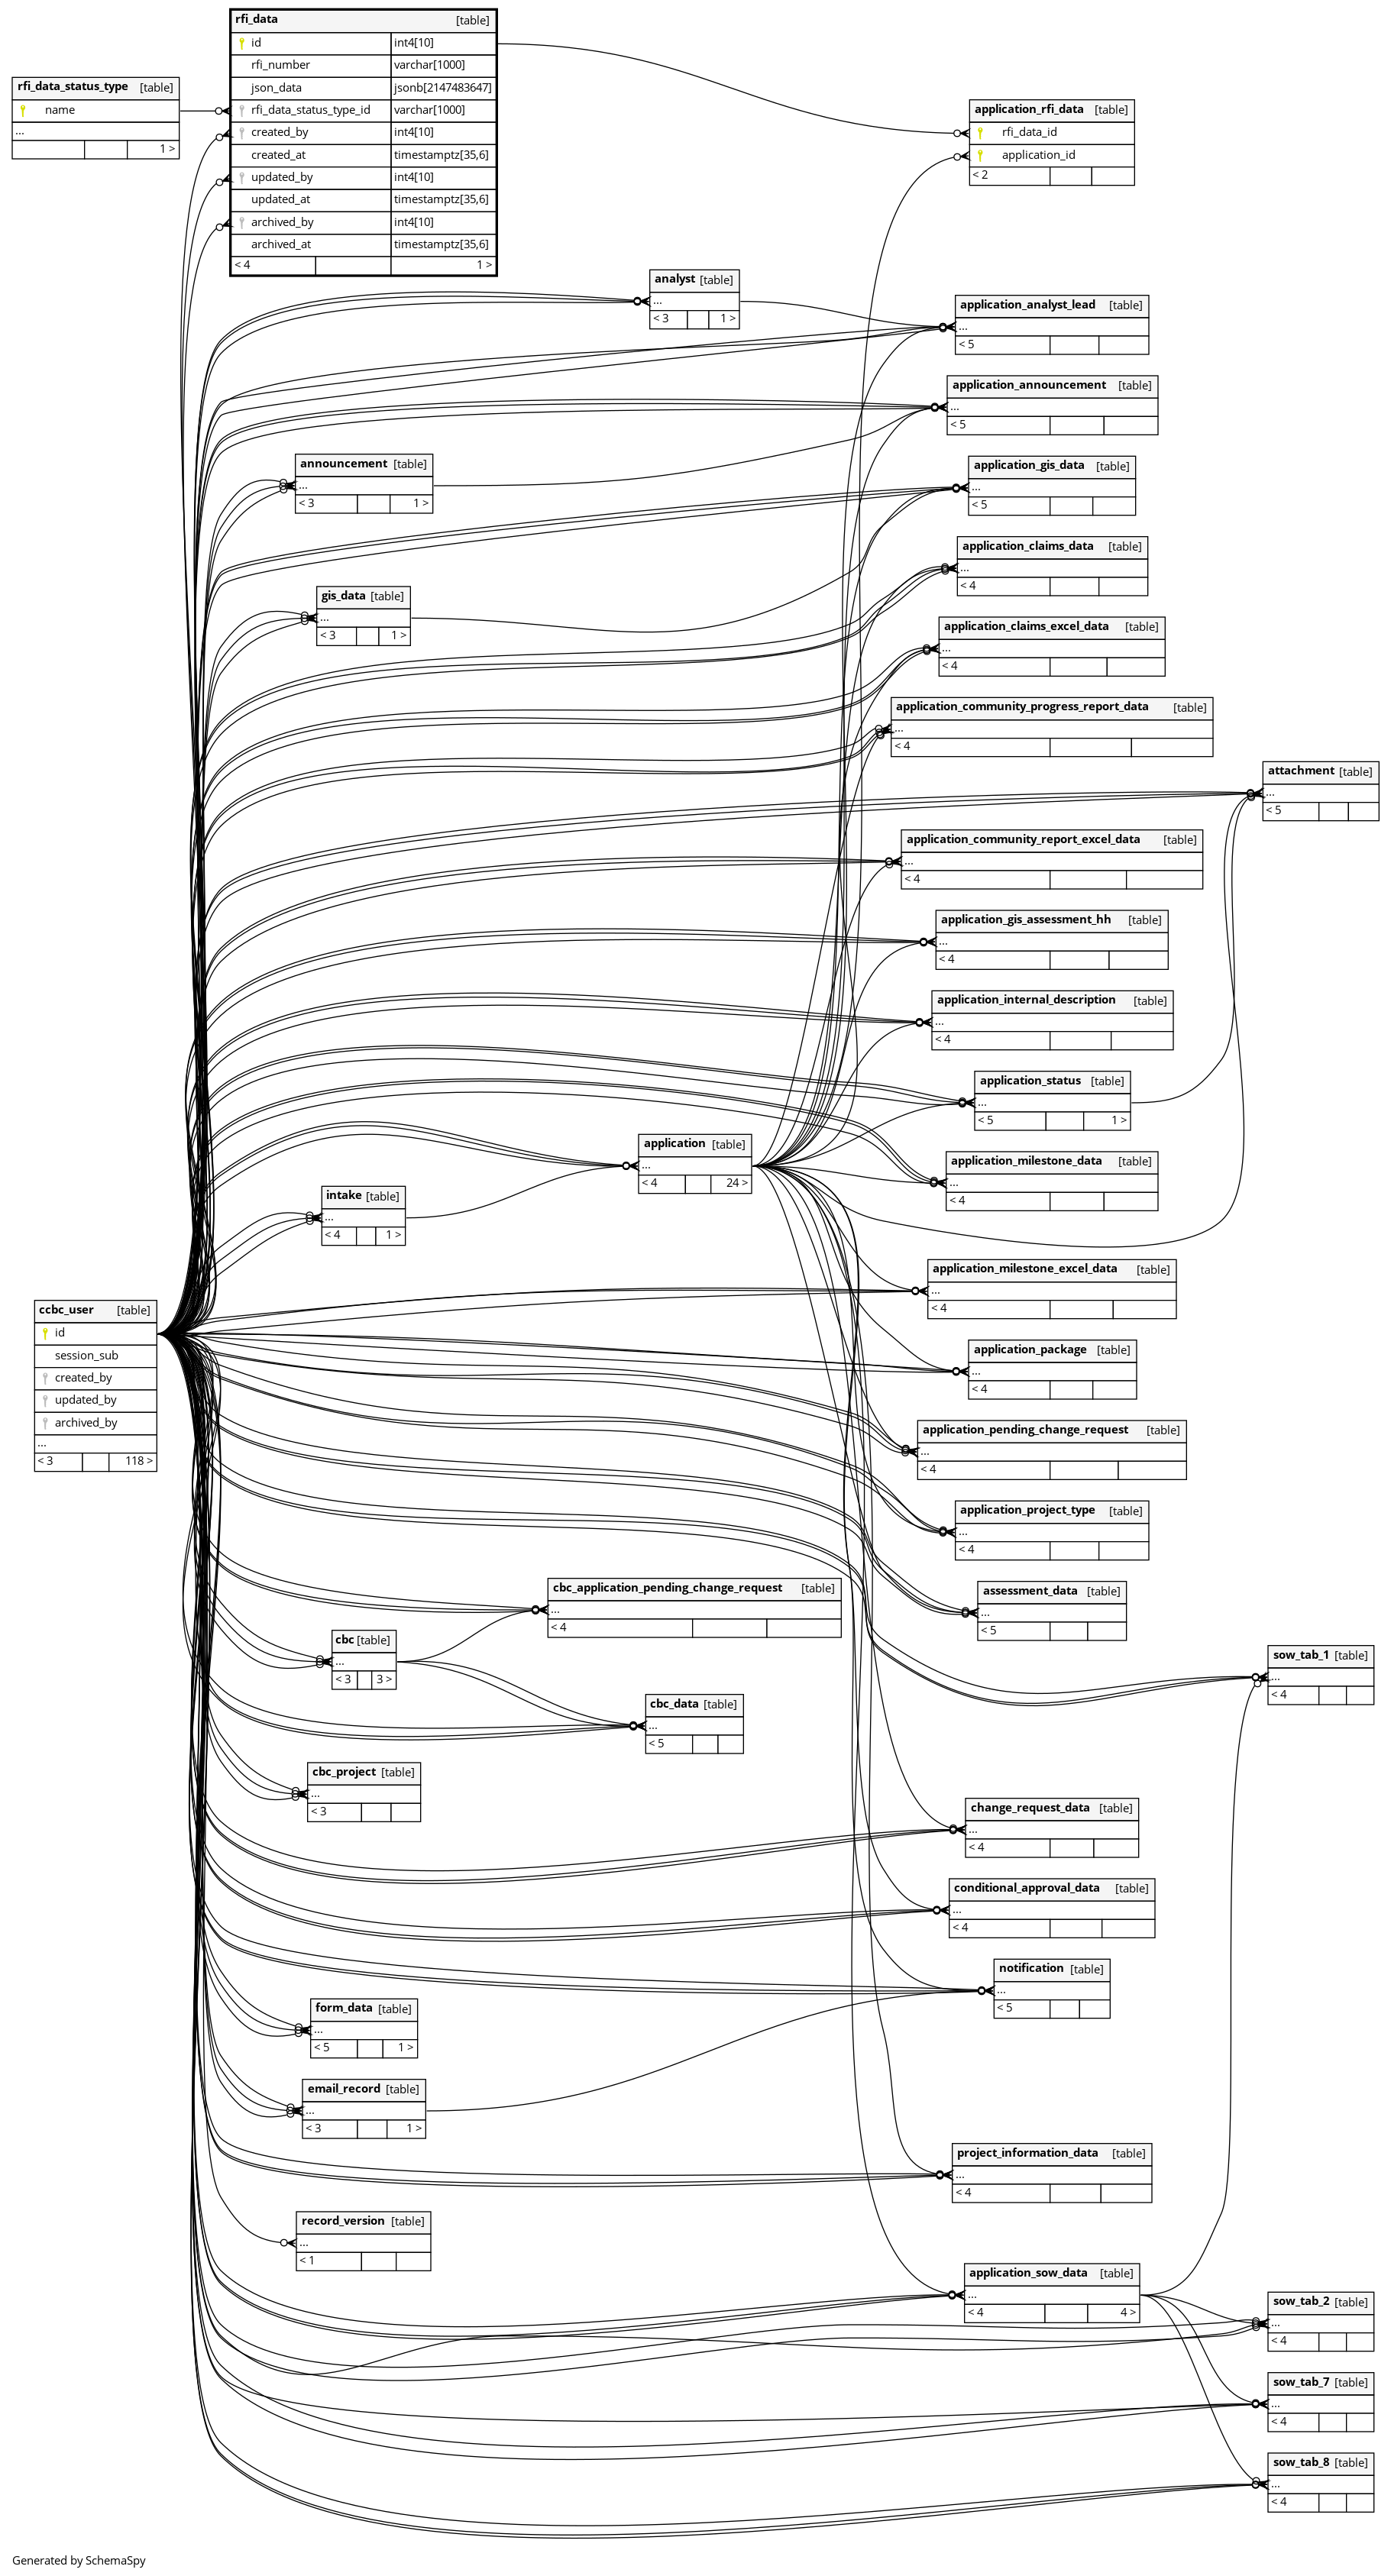 rfi_data [table]
id int4[10]
rfi_number varchar[1000]
json_data jsonb[2147483647]
rfi_data_status_type_id varchar[1000]
created_by int4[10]
created_at timestamptz[35,6]
updated_by int4[10]
updated_at timestamptz[35,6]
archived_by int4[10]
archived_at timestamptz[35,6]
< 4 1 >
rfi_data_status_type [table]
name
...
1 >
application_rfi_data [table]
rfi_data_id
application_id
< 2
analyst [table]
...
< 3 1 >
application_analyst_lead [table]
...
< 5
application_announcement [table]
...
< 5
announcement [table]
...
< 3 1 >
application_gis_data [table]
...
< 5
application_claims_data [table]
...
< 4
gis_data [table]
...
< 3 1 >
application_claims_excel_data [table]
...
< 4
application_community_progress_report_data [table]
...
< 4
attachment [table]
...
< 5
application_community_report_excel_data [table]
...
< 4
application_gis_assessment_hh [table]
...
< 4
application_internal_description [table]
...
< 4
application_status [table]
...
< 5 1 >
application [table]
...
< 4 24 >
application_milestone_data [table]
...
< 4
intake [table]
...
< 4 1 >
application_milestone_excel_data [table]
...
< 4
ccbc_user [table]
id
session_sub
created_by
updated_by
archived_by
...
< 3 118 >
application_package [table]
...
< 4
application_pending_change_request [table]
...
< 4
application_project_type [table]
...
< 4
cbc_application_pending_change_request [table]
...
< 4
assessment_data [table]
...
< 5
cbc [table]
...
< 3 3 >
sow_tab_1 [table]
...
< 4
cbc_data [table]
...
< 5
cbc_project [table]
...
< 3
change_request_data [table]
...
< 4
conditional_approval_data [table]
...
< 4
notification [table]
...
< 5
form_data [table]
...
< 5 1 >
email_record [table]
...
< 3 1 >
project_information_data [table]
...
< 4
record_version [table]
...
< 1
application_sow_data [table]
...
< 4 4 >
sow_tab_2 [table]
...
< 4
sow_tab_7 [table]
...
< 4
sow_tab_8 [table]
...
< 4
Generated by SchemaSpy